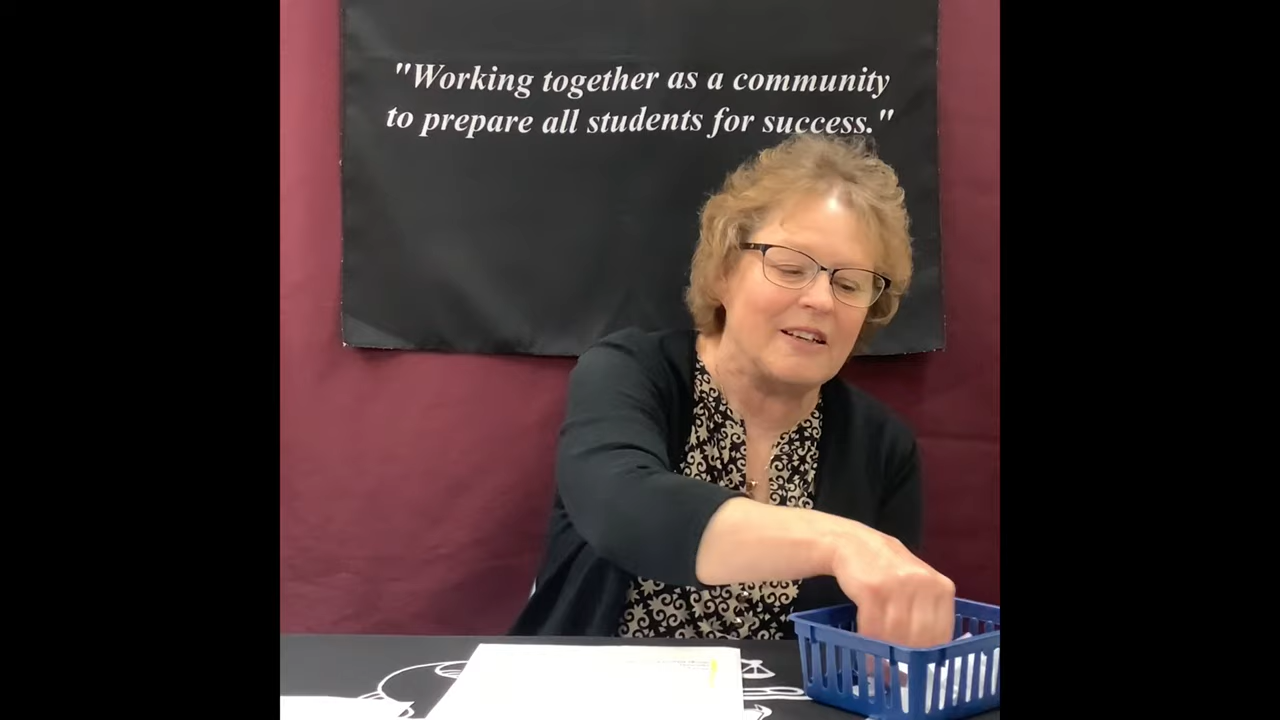 "Working together as a community
to prepare all students for success."